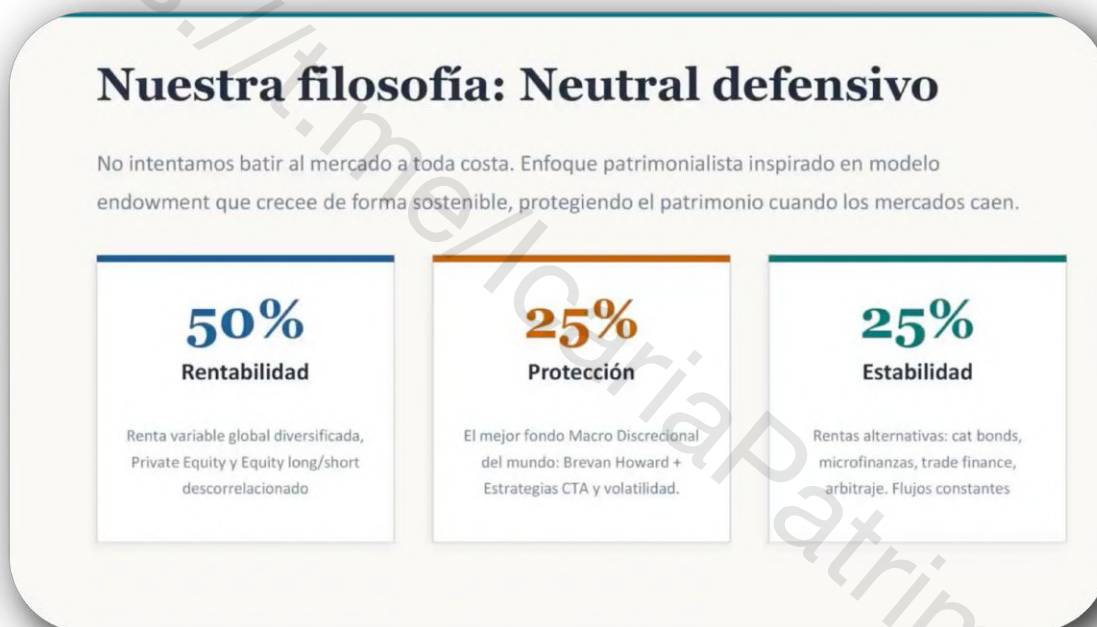 Nuestra filosofía: Neutral defensivo
No intentamos batir al mercado a toda costa. Enfoque patrimonialista inspirado en modelo
endowment que crecee de forma sostenible, protegiendo el patrimonio cuando los mercados caen.
50%
Rentabilidad
Renta variable global diversificada,
Private Equity y Equity long/short
descorrelacionado
25%
Protección
El mejor fondo Macro Discrecional
del mundo: Brevan Howard +
Estrategias CTA y volatilidad.
25%
Estabilidad
Rentas alternativas: cat bonds,
microfinanzas, trade finance,
arbitraje. Flujos constantes
s://t.me/IcariaPatrim